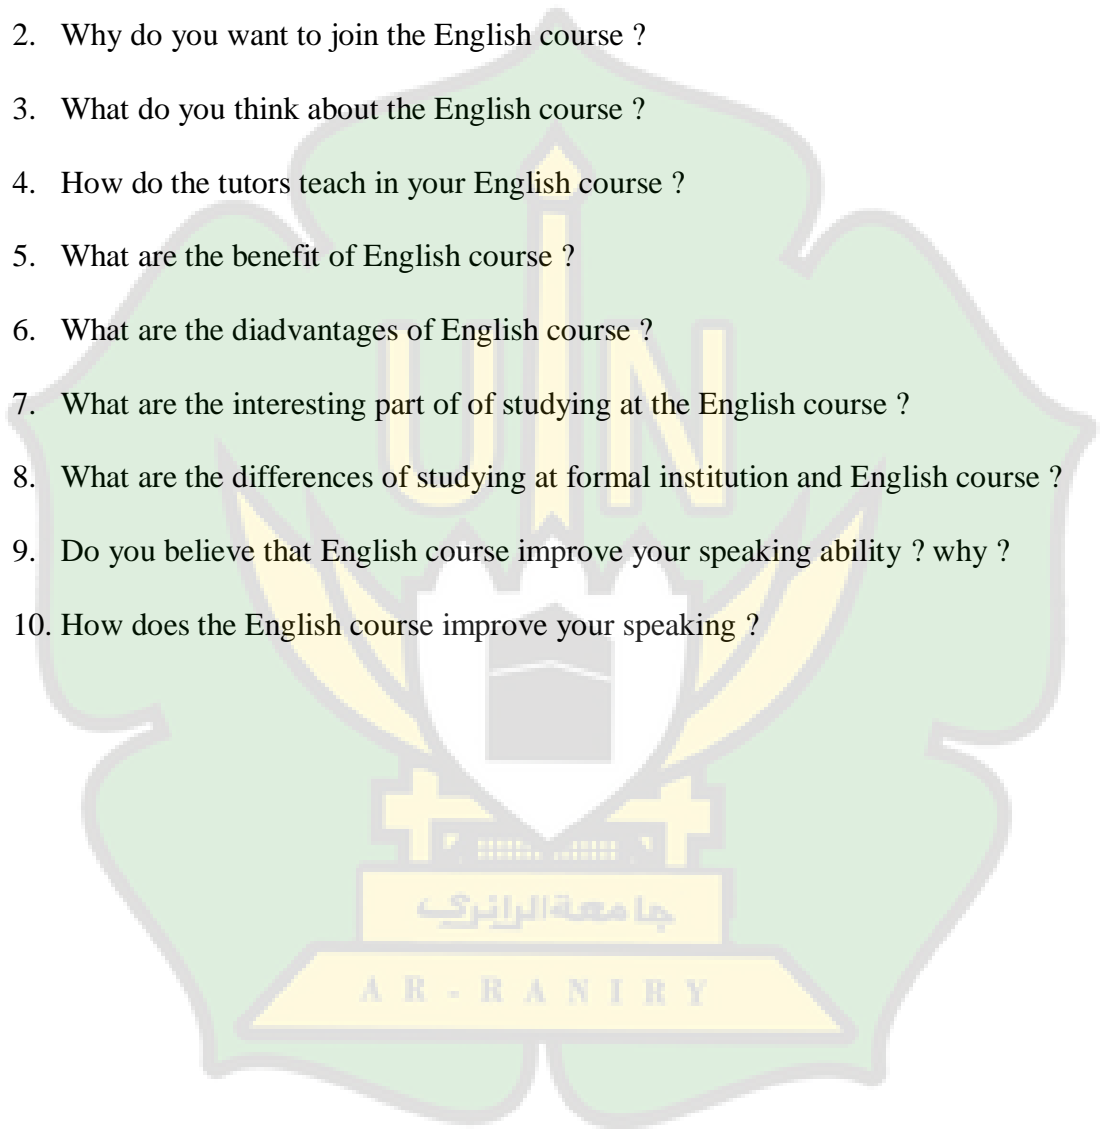 2. Why do you want to join the English course ?
3. What do you think about the English course ?
4. How do the tutors teach in your English course ?
5. What are the benefit of English course ?
6. What are the diadvantages of English course ?
7. What are the interesting part of of studying at the English course ?
8. What are the differences of studying at formal institution and English course ?
9. Do you believe that English course improve your speaking ability ? why ?
10. How does the English course improve your speaking ?
UIN
جامعة الرانري
AR-RANIRY